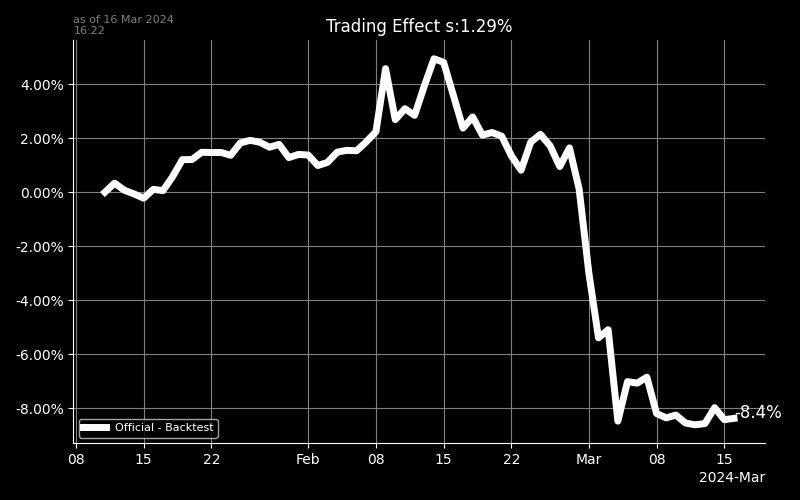 as of 16 Mar 2024
16:22
Trading Effect s:1.29%
4.00%
2.00%
0.00%
-2.00%
-4.00%
-6.00%
-8.00%
-8.4%
Official - Backtest
08 15 22 Feb 08 15 22 Mar 08 15
2024-Mar